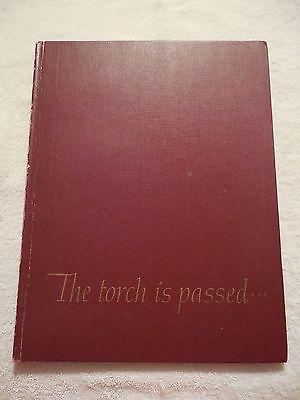 The torch is passed...